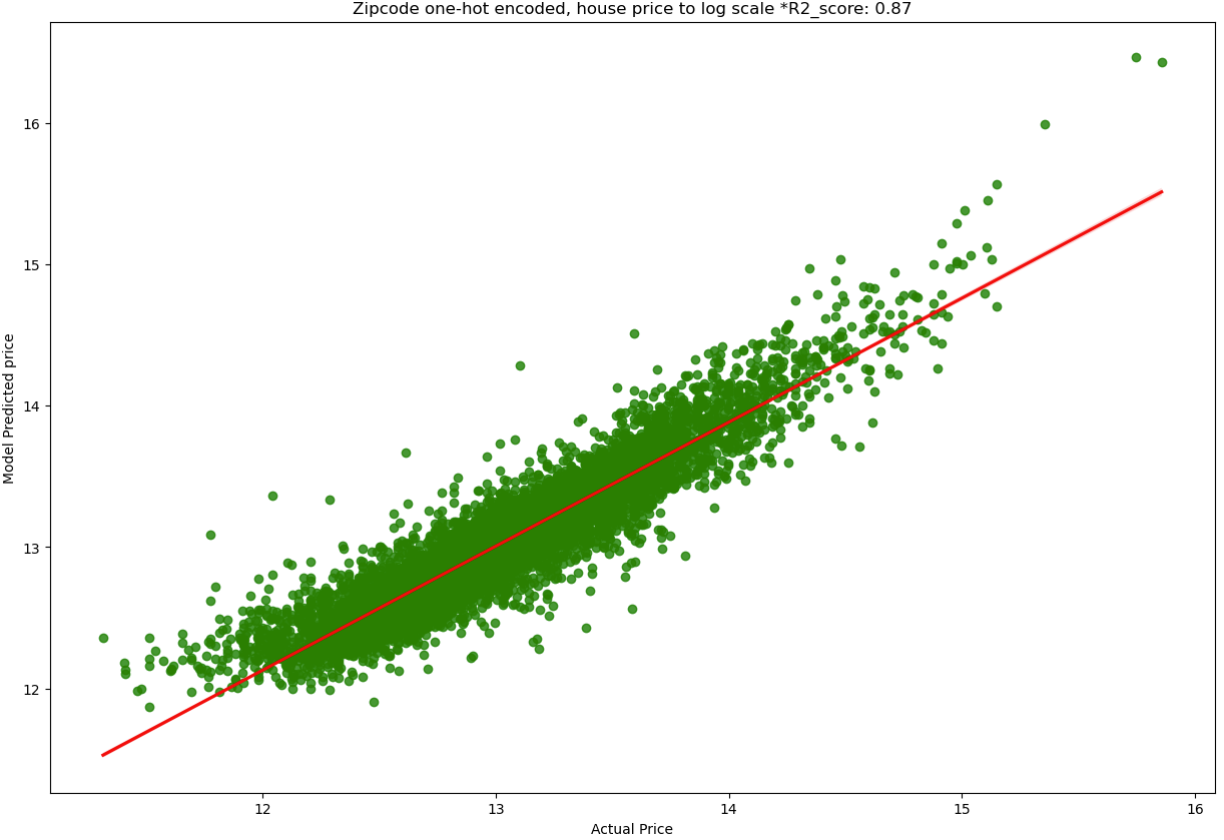 Zipcode one-hot encoded, house price to log scale *R2_score: 0.87
Model Predicted price
16
15
14
13
12
12 13 14 15 16
Actual Price